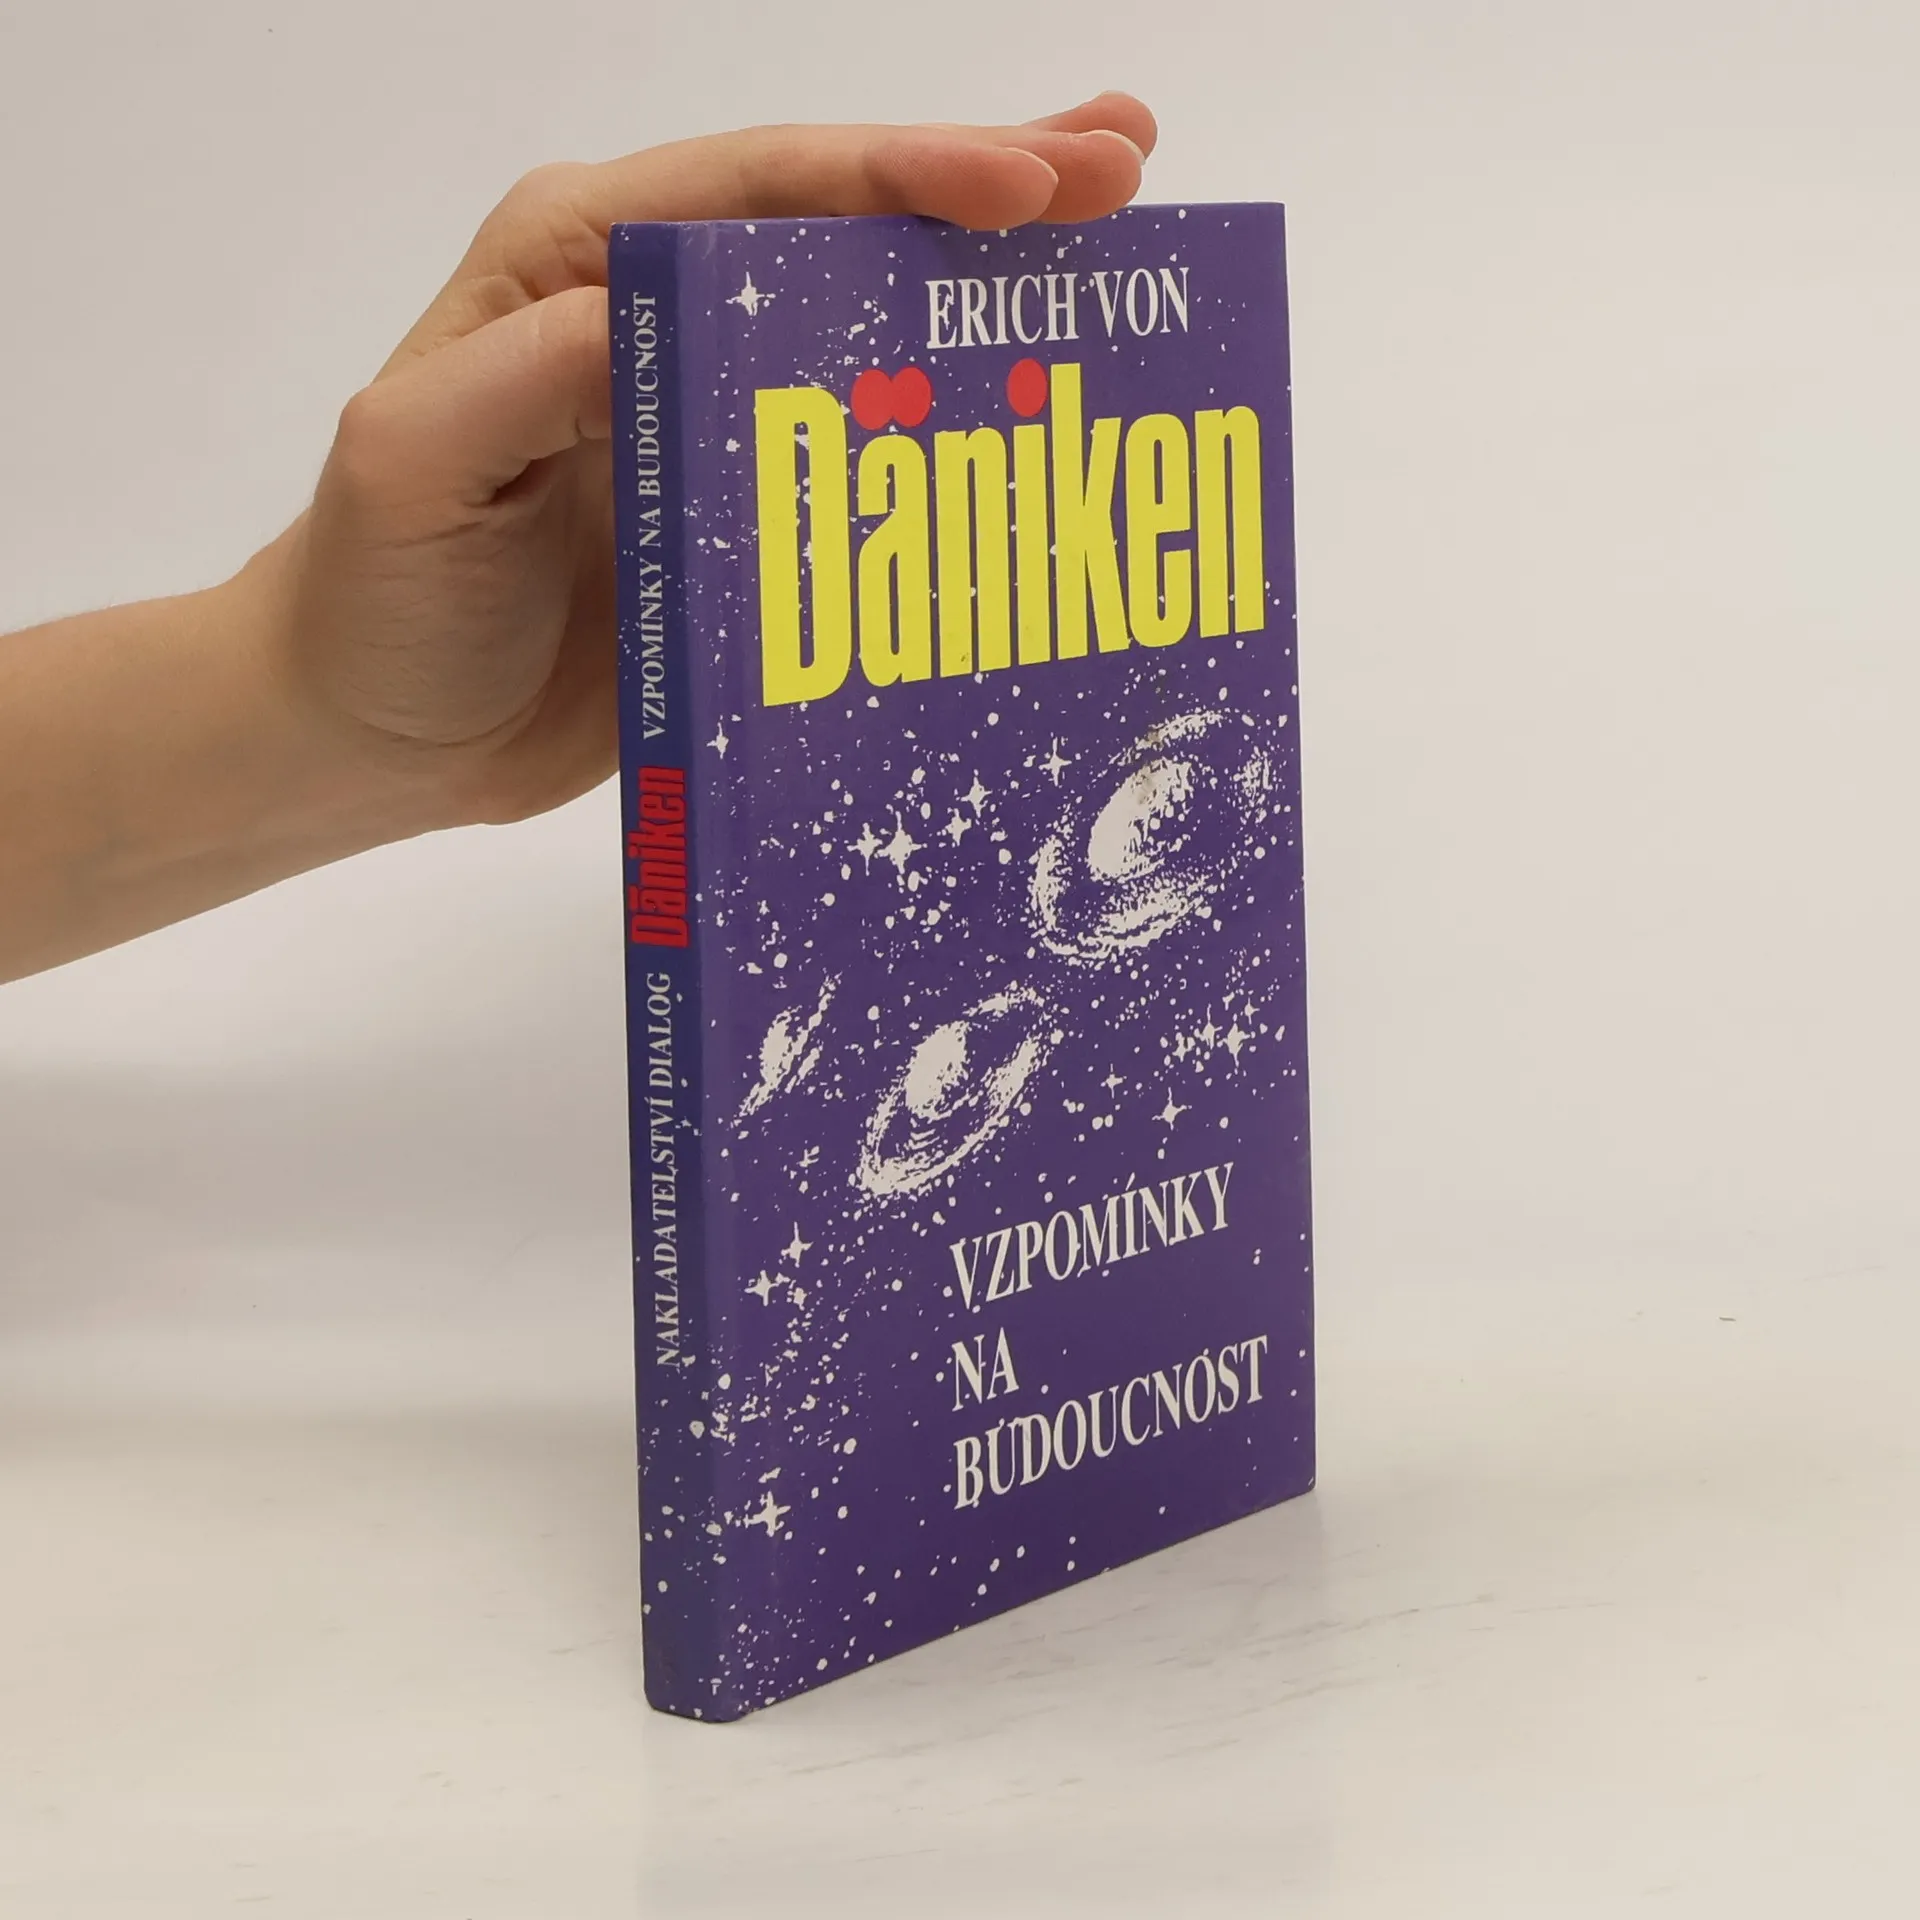 ERICH VON
Däniken
VZPOMÍNKY
NA
BUDOUCNOST
NAKLADATELSTVÍ DIALOG Däniken VZPOMÍNKY NA BUDOUCNOST